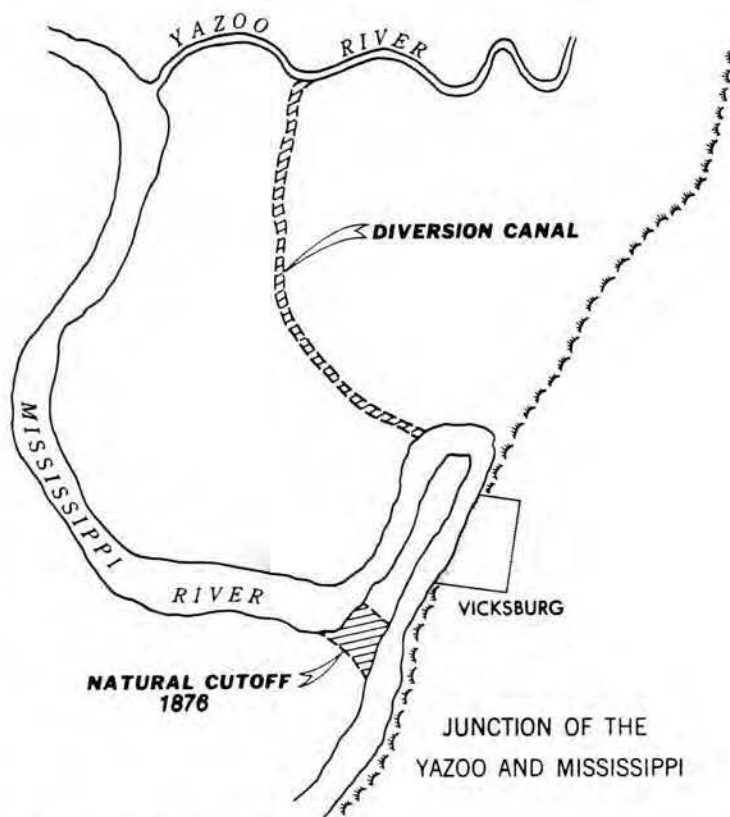 YAZOO RIVER
DIVERSION CANAL
MISSISSIPPI
RIVER
VICKSBURG
NATURAL CUTOFF
1876
JUNCTION OF THE
YAZOO AND MISSISSIPPI